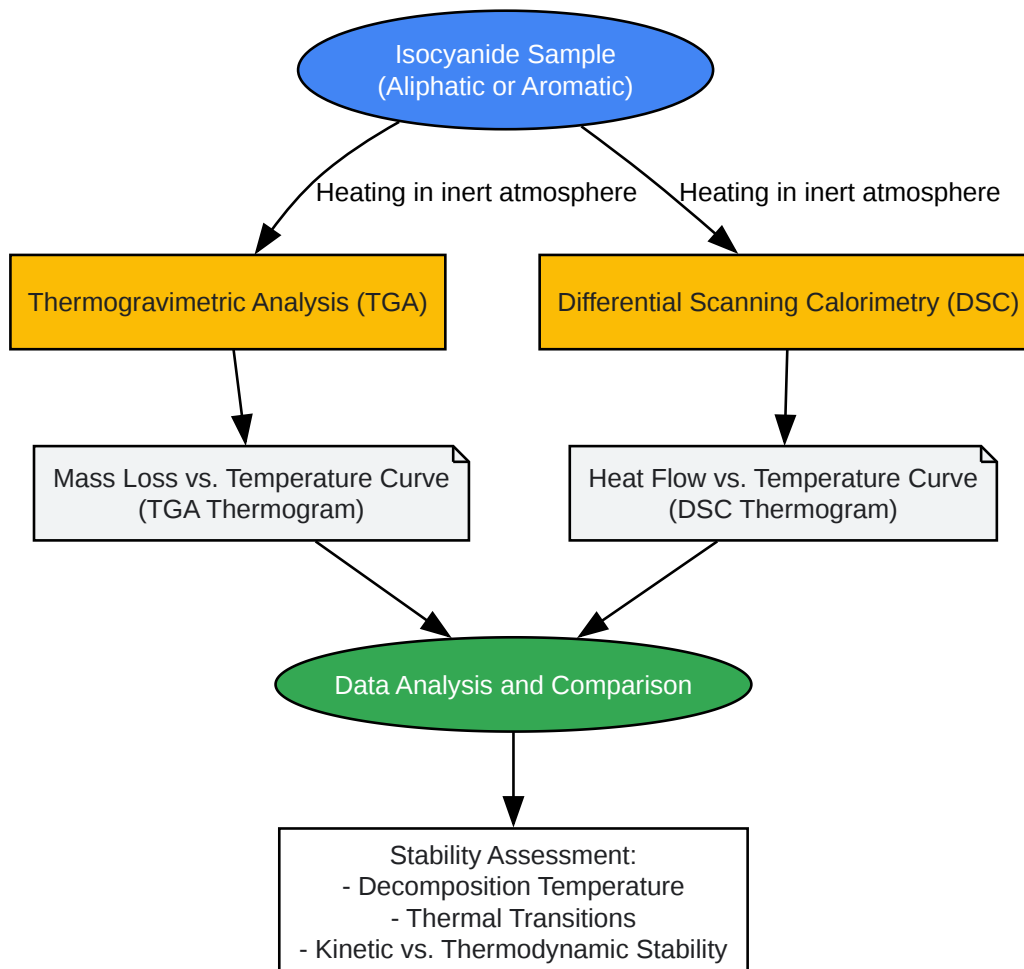 Isocyanide Sample
(Aliphatic or Aromatic)
Heating in inert atmosphere
Heating in inert atmosphere
Thermogravimetric Analysis (TGA)
Differential Scanning Calorimetry (DSC)
Mass Loss vs. Temperature Curve
(TGA Thermogram)
Heat Flow vs. Temperature Curve
(DSC Thermogram)
Data Analysis and Comparison
Stability Assessment:
- Decomposition Temperature
- Thermal Transitions
- Kinetic vs. Thermodynamic Stability